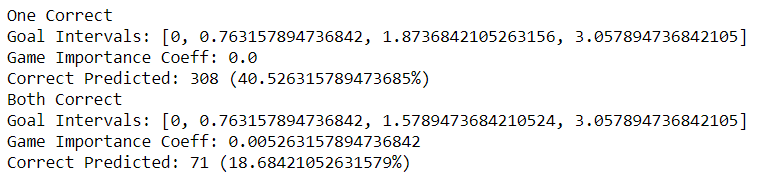 One Correct
Goal Intervals: [0, 0.763157894736842, 1.8736842105263156, 3.057894736842105]
Game Importance Coeff: 0.0
Correct Predicted: 308 (40.526315789473685%)
Both Correct
Goal Intervals: [0, 0.763157894736842, 1.5789473684210524, 3.057894736842105]
Game Importance Coeff: 0.005263157894736842
Correct Predicted: 71 (18.68421052631579%)